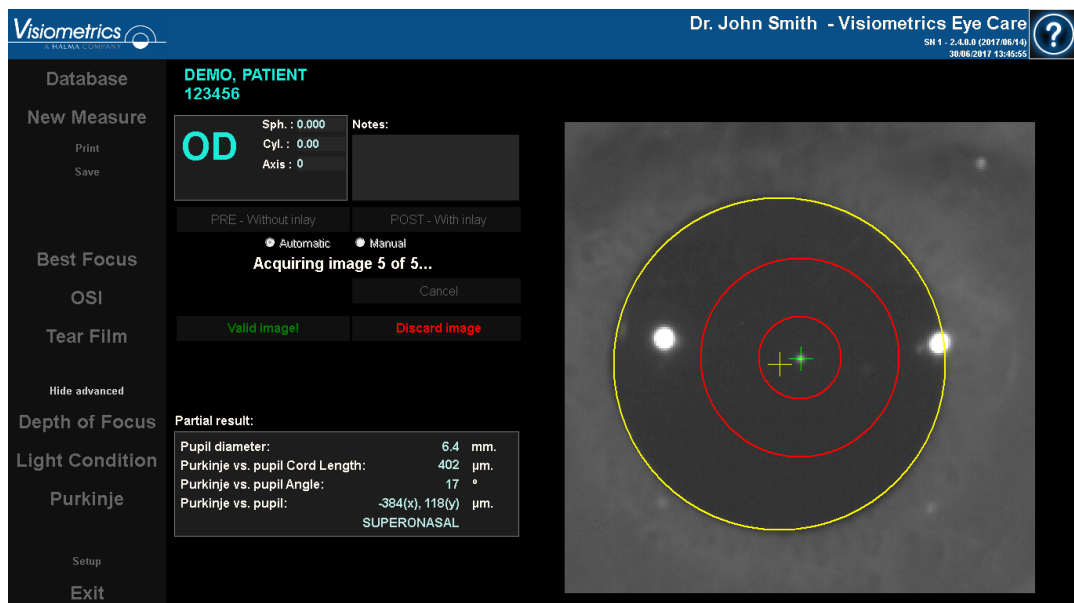 Visiometrics
A HALMA COMPANY
Dr. John Smith - Visiometrics Eye Care
SN 1 - 2.4.0.0 (2017/06/14)
30/06/2017 13:45:55
?
Database
New Measure
Print
Save
Best Focus
OSI
Tear Film
Hide advanced
Depth of Focus
Light Condition
Purkinje
Setup
Exit
DEMO, PATIENT
123456
OD
Sph. : 0.000
Cyl. : 0.00
Axis : 0
Notes:
PRE - Without inlay
POST - With inlay
Automatic
Manual
Acquiring image 5 of 5...
Cancel
Valid image!
Discard image
Partial result:
Pupil diameter: 6.4 mm.
Purkinje vs. pupil Cord Length: 402 µm.
Purkinje vs. pupil Angle: 17 º
Purkinje vs. pupil: -384(x), 118(y) µm.
SUPERONASAL